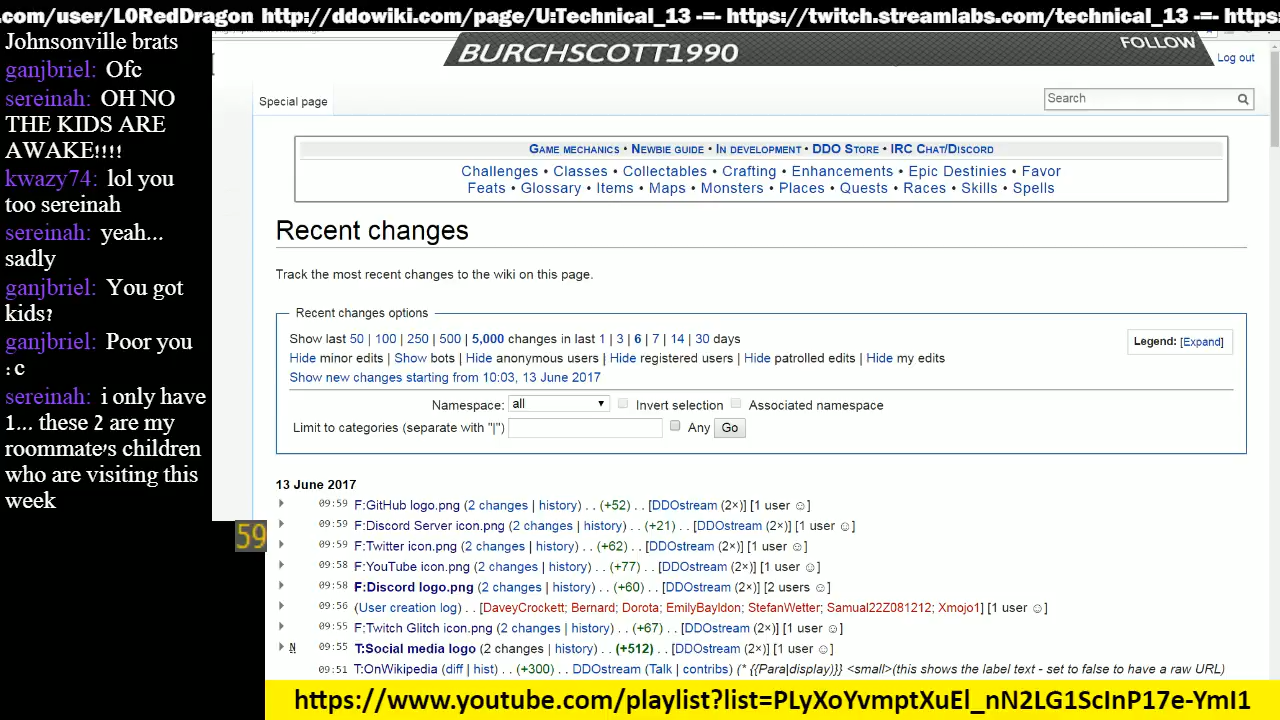 .com/user/L0RedDragon http://ddowiki.com/page/U:Technical_13 -=- https://twitch.streamlabs.com/technical_13 -=- https
Johnsonville brats
ganjbriel: Ofc
sereinah: OH NO
THE KIDS ARE
AWAKE!!!!
kwazy74: lol you
too sereinah
sereinah: yeah...
sadly
ganjbriel: You got
kids?
ganjbriel: Poor you
:c
sereinah: i only have
1... these 2 are my
roommate's children
who are visiting this
week
59
BURCHSCOTT1990
FOLLOW
Log out
Special page
Search
Game mechanics • Newbie guide • In development • DDO Store • IRC Chat/Discord
Challenges • Classes • Collectables • Crafting • Enhancements • Epic Destinies • Favor
Feats • Glossary • Items • Maps • Monsters • Places • Quests • Races • Skills • Spells
Recent changes
Track the most recent changes to the wiki on this page.
Recent changes options
Show last 50 | 100 | 250 | 500 | 5,000 changes in last 1 | 3 | 6 | 7 | 14 | 30 days
Legend: [Expand]
Hide minor edits | Show bots | Hide anonymous users | Hide registered users | Hide patrolled edits | Hide my edits
Show new changes starting from 10:03, 13 June 2017
Namespace: all Invert selection Associated namespace
Limit to categories (separate with "|") Any Go
13 June 2017
09:59 F:GitHub logo.png (2 changes | history) . . (+52) . . [DDOstream (2×)] [1 user ☺]
09:59 F:Discord Server icon.png (2 changes | history) . . (+21) . . [DDOstream (2×)] [1 user ☺]
09:59 F:Twitter icon.png (2 changes | history) . . (+62) . . [DDOstream (2×)] [1 user ☺]
09:58 F:YouTube icon.png (2 changes | history) . . (+77) . . [DDOstream (2×)] [1 user ☺]
09:58 F:Discord logo.png (2 changes | history) . . (+60) . . [DDOstream (2×)] [2 users ☺]
09:56 (User creation log) . . [DaveyCrockett; Bernard; Dorota; EmilyBayldon; StefanWetter; Samual22Z081212; Xmojo1] [1 user ☺]
09:55 F:Twitch Glitch icon.png (2 changes | history) . . (+67) . . [DDOstream (2×)] [1 user ☺]
N 09:55 T:Social media logo (2 changes | history) . . (+512) . . [DDOstream (2×)] [1 user ☺]
09:51 T:OnWikipedia (diff | hist) . . (+300) . . DDOstream (Talk | contribs) (* {{Para|display)}} <small>(this shows the label text - set to false to have a raw URL)
https://www.youtube.com/playlist?list=PLyXoYvmptXuEl_nN2LG1ScInP17e-YmI1